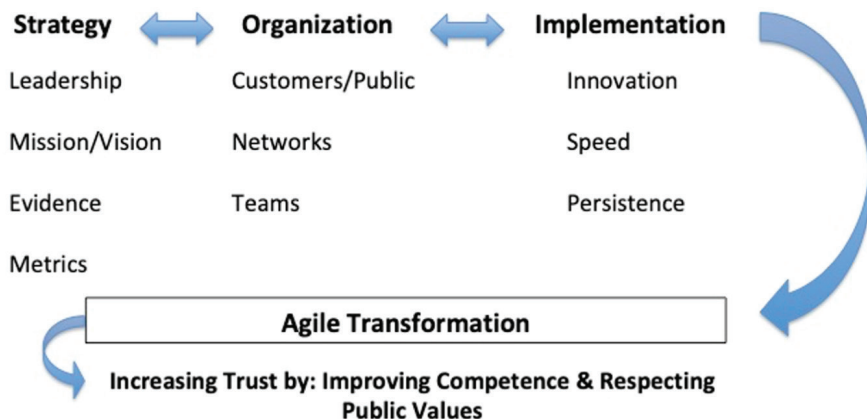 Strategy Organization Implementation
Leadership Customers/Public Innovation
Mission/Vision Networks Speed
Evidence Teams Persistence
Metrics
Agile Transformation
Increasing Trust by: Improving Competence & Respecting
Public Values